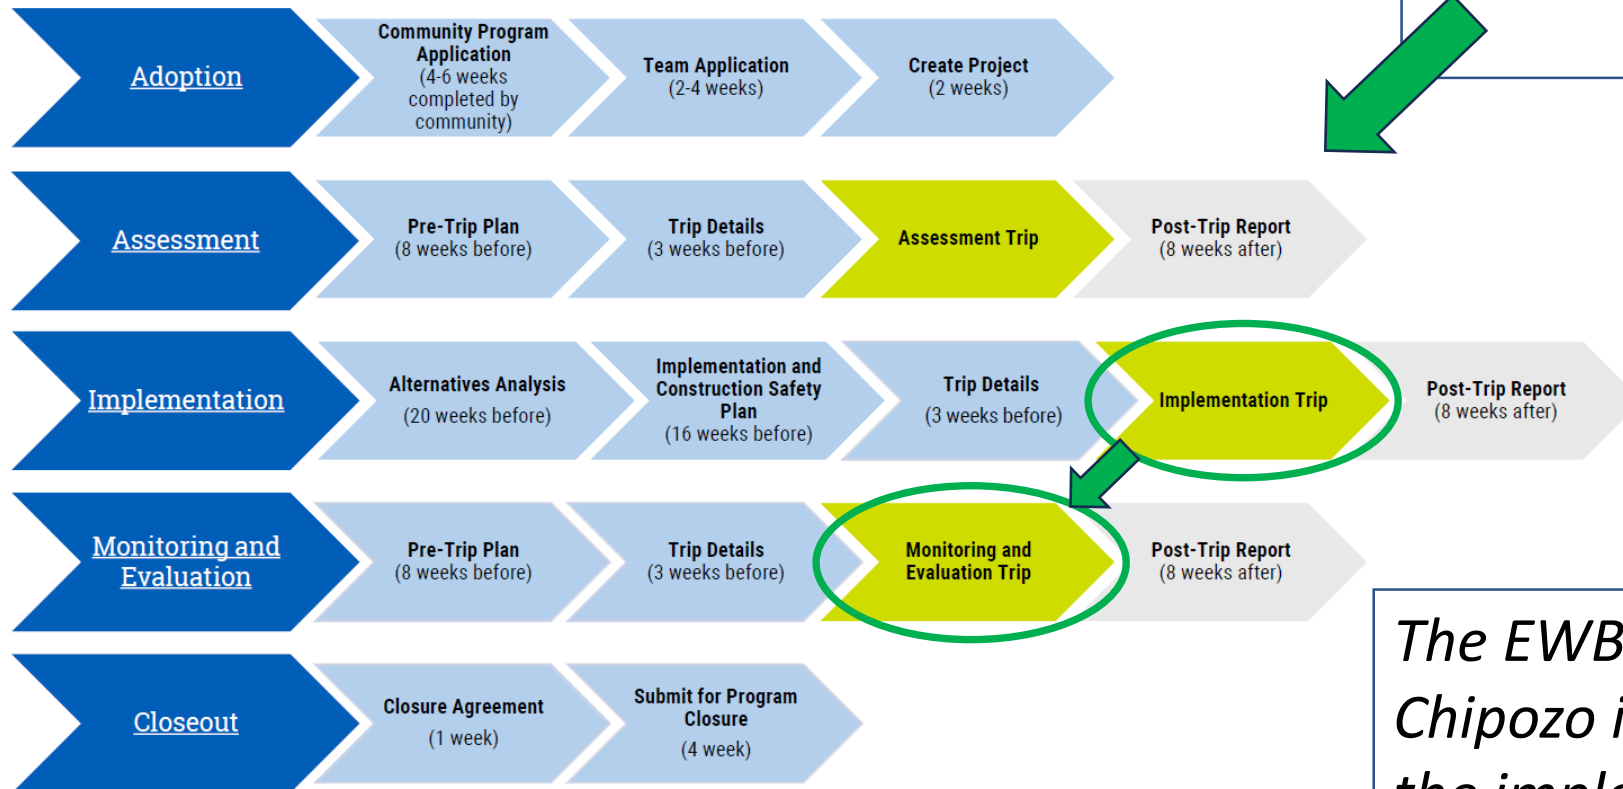 Adoption
Community Program
Application
(4-6 weeks
completed by
community)
Team Application
(2-4 weeks)
Create Project
(2 weeks)
Assessment
Pre-Trip Plan
(8 weeks before)
Trip Details
(3 weeks before)
Assessment Trip
Post-Trip Report
(8 weeks after)
Implementation
Alternatives Analysis
(20 weeks before)
Implementation and
Construction Safety
Plan
(16 weeks before)
Trip Details
(3 weeks before)
Implementation Trip
Post-Trip Report
(8 weeks after)
Monitoring and
Evaluation
Pre-Trip Plan
(8 weeks before)
Trip Details
(3 weeks before)
Monitoring and
Evaluation Trip
Post-Trip Report
(8 weeks after)
Closeout
Closure Agreement
(1 week)
Submit for Program
Closure
(4 week)
The EWB
Chipozo i
the imple